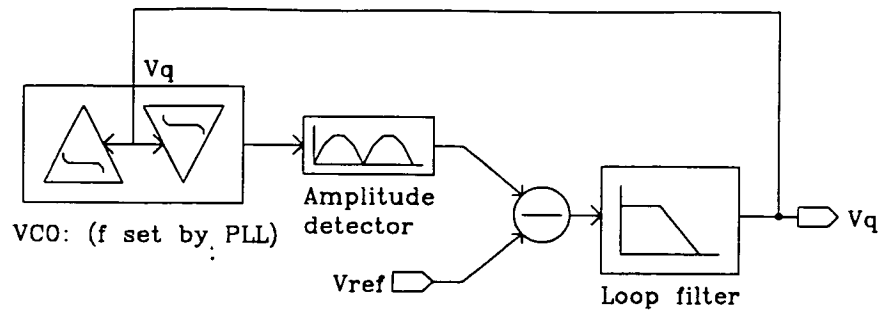 Vq
VCO: (f set by PLL)
Amplitude
detector
Vref
Loop filter
Vq